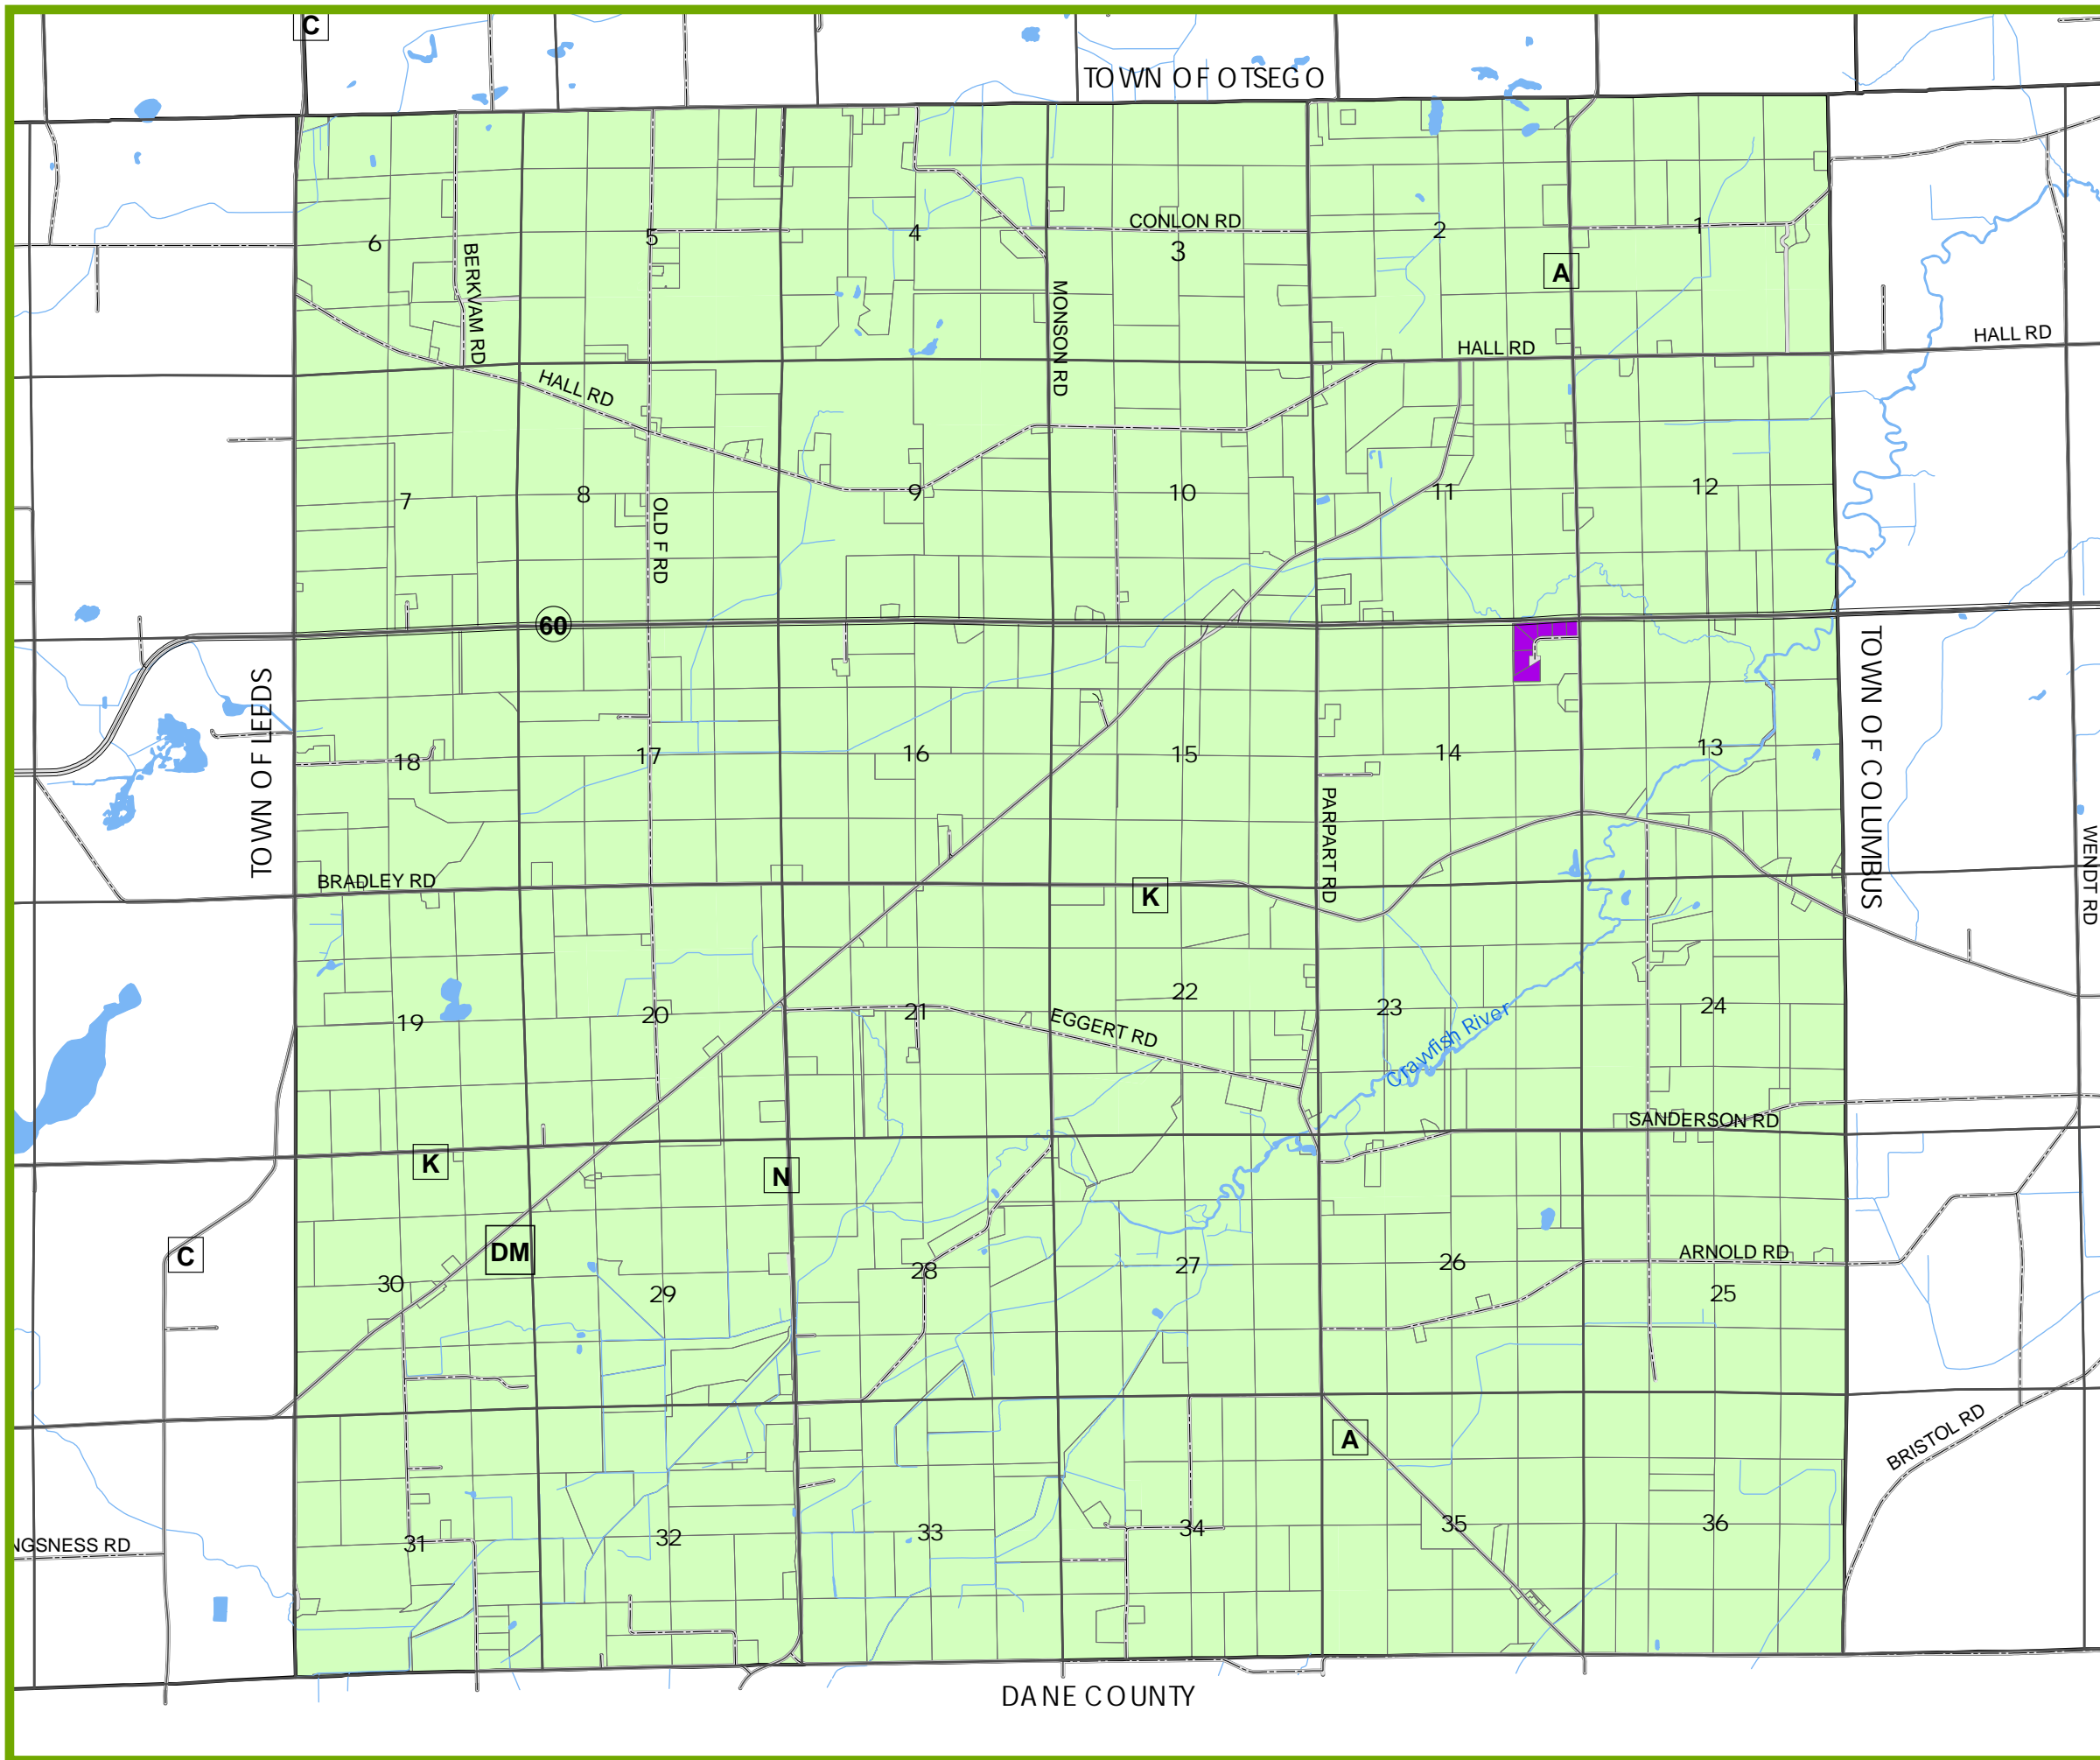 C
TOWN OF OTSEGO
CONLON RD
6
5
4
3
2
1
BERKVAM RD
A
MONSON RD
HALL RD
HALL RD
HALL RD
7
8
9
10
11
12
OLD F RD
60
TOWN OF LEEDS
TOWN OF COLUMBUS
18
17
16
15
14
13
PARPART RD
WENDT RD
BRADLEY RD
K
19
20
21
22
23
24
EGGERT RD
Crawfish River
SANDERSON RD
K
N
C
DM
30
29
28
27
26
25
ARNOLD RD
A
BRISTOL RD
NGSNESS RD
31
32
33
34
35
36
DANE COUNTY